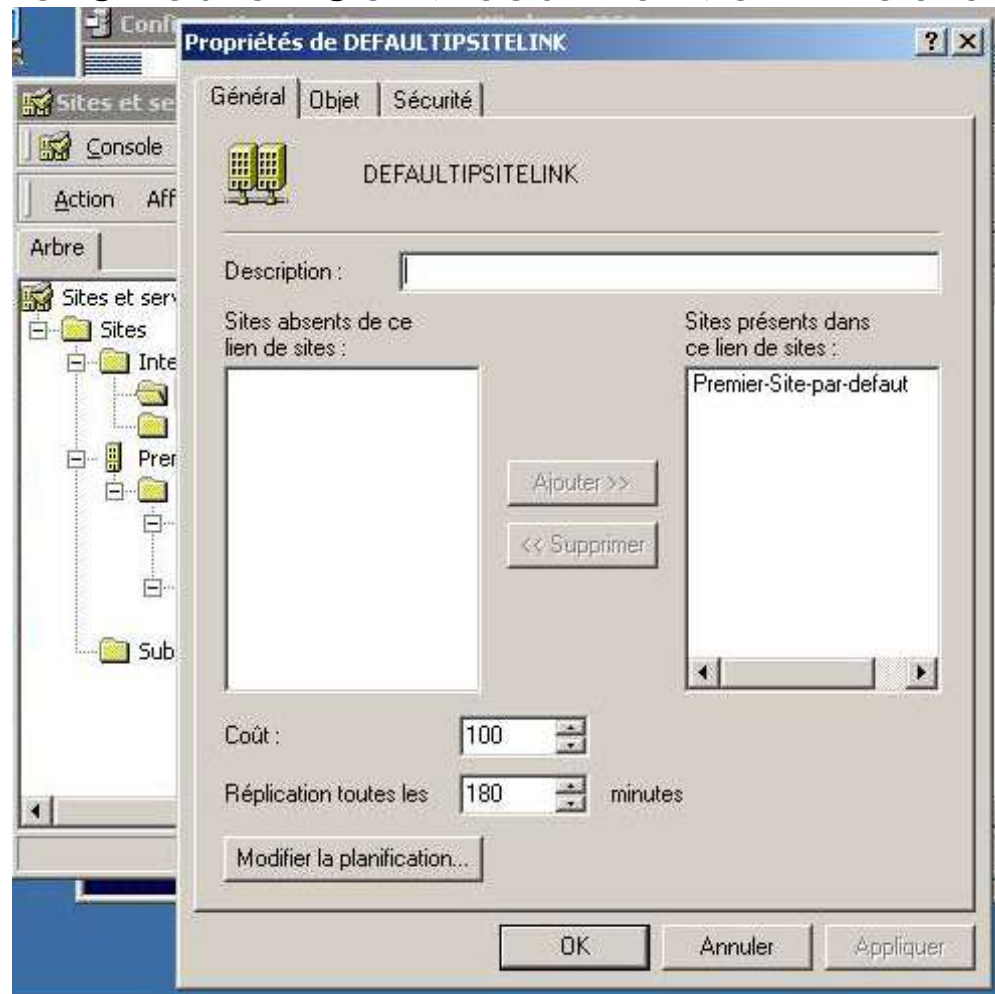 Propriétés de DEFAULTIPSITELINK
Sites et se
Console
Action Aff
Arbre
Sites et serv
Sites
Inte
Prer
Sub
Général Objet Sécurité
DEFAULTIPSITELINK
Description :
Sites absents de ce
lien de sites :
Sites présents dans
ce lien de sites :
Premier-Site-par-defaut
Ajouter >>
<< Supprimer
Coût : 100
Réplication toutes les 180 minutes
Modifier la planification...
OK Annuler Appliquer